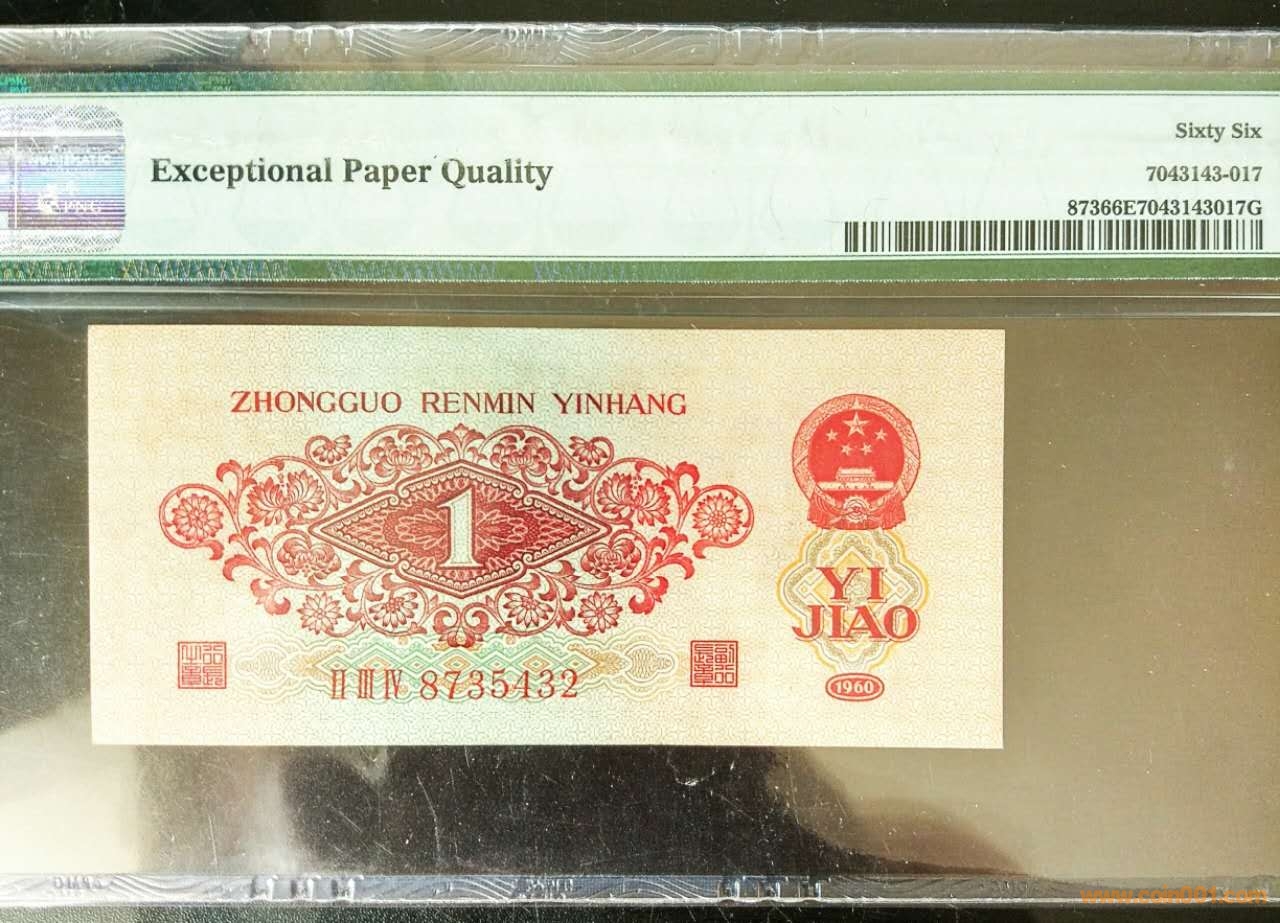 Sixty Six
Exceptional Paper Quality
7043143-017
87366E7043143017G
ZHONGGUO RENMIN YINHANG
1
YI
JIAO
II III IV 8735432
1960
www.coin001.com